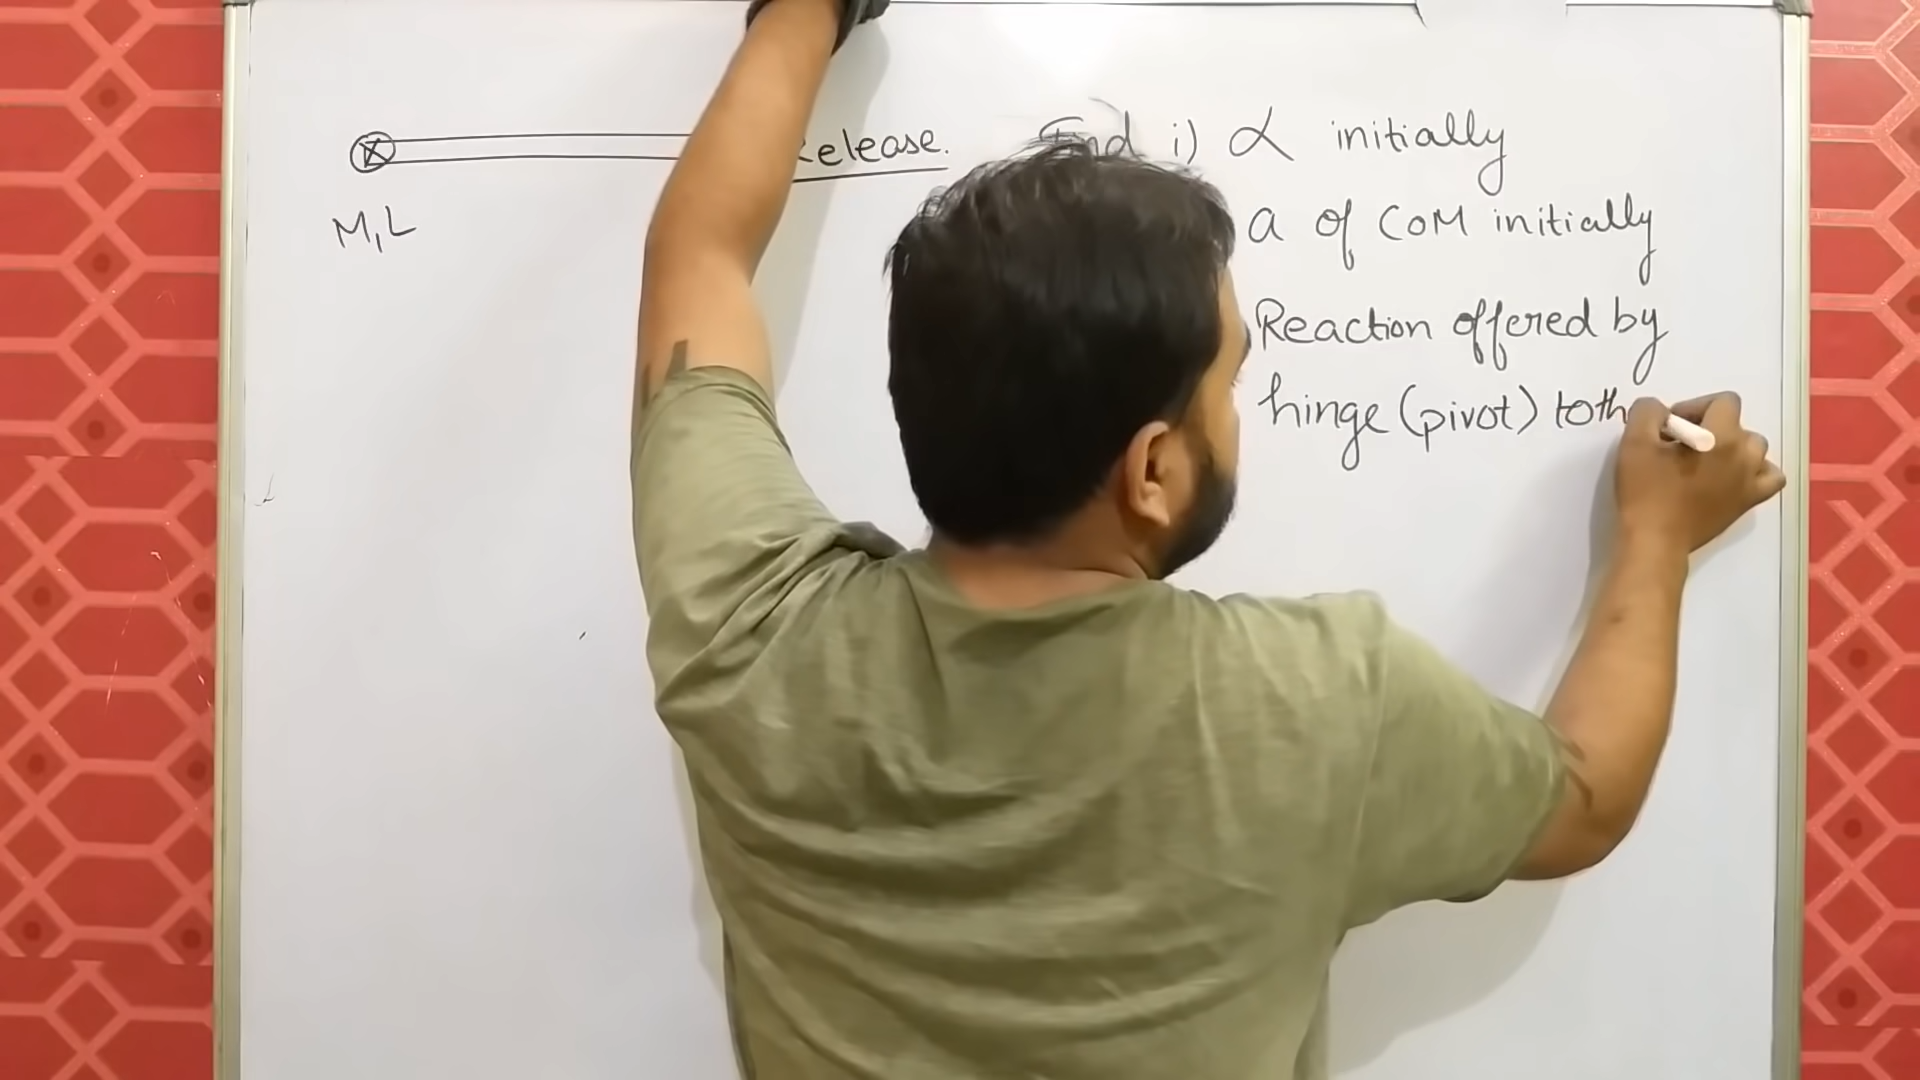 Release. Find i) α initially
a of COM initially
Reaction offered by
hinge (pivot) to th
M, L